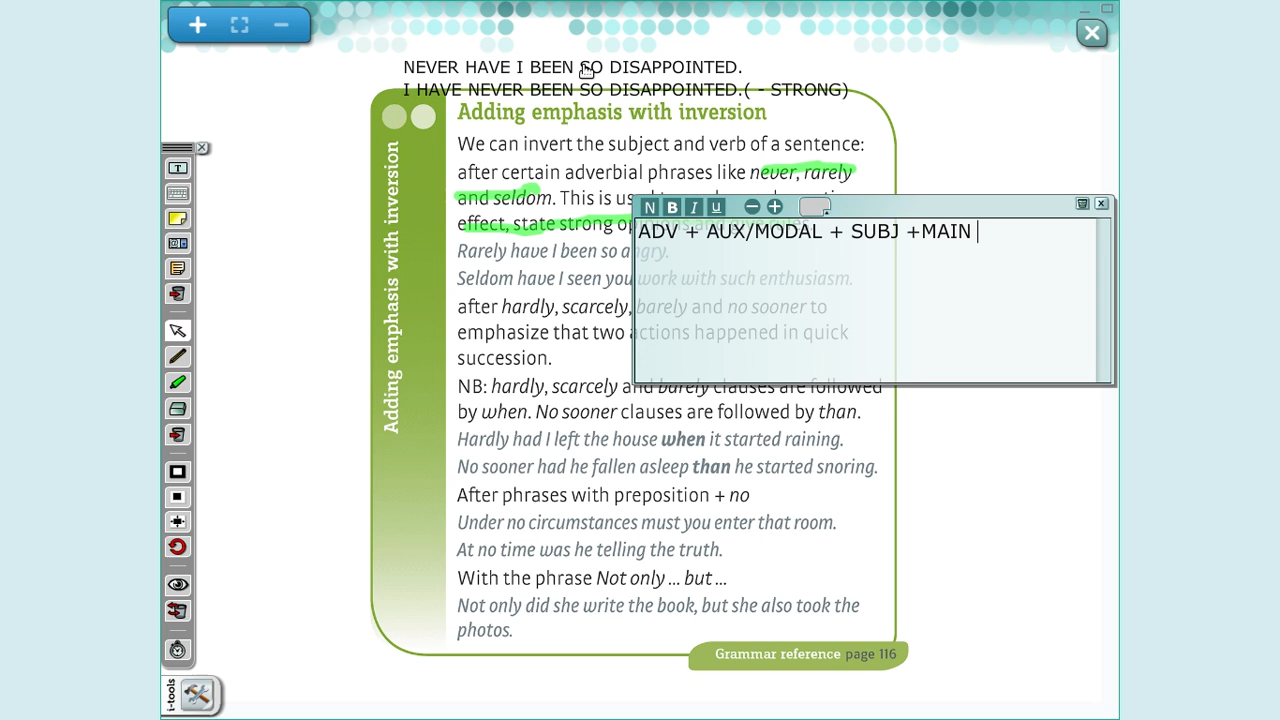 NEVER HAVE I BEEN SO DISAPPOINTED.
I HAVE NEVER BEEN SO DISAPPOINTED.( - STRONG)
Adding emphasis with inversion
Adding emphasis with inversion
We can invert the subject and verb of a sentence:
after certain adverbial phrases like never, rarely
and seldom. This is used to
effect, state strong opinions and give rules.
Rarely have I been so angry.
Seldom have I seen you work with such enthusiasm.
after hardly, scarcely, barely and no sooner to
emphasize that two actions happened in quick
succession.
NB: hardly, scarcely and barely clauses are followed
by when. No sooner clauses are followed by than.
Hardly had I left the house when it started raining.
No sooner had he fallen asleep than he started snoring.
After phrases with preposition + no
Under no circumstances must you enter that room.
At no time was he telling the truth.
With the phrase Not only ... but ...
Not only did she write the book, but she also took the
photos.
Grammar reference page 116
N B I U
ADV + AUX/MODAL + SUBJ +MAIN
T
i-tools